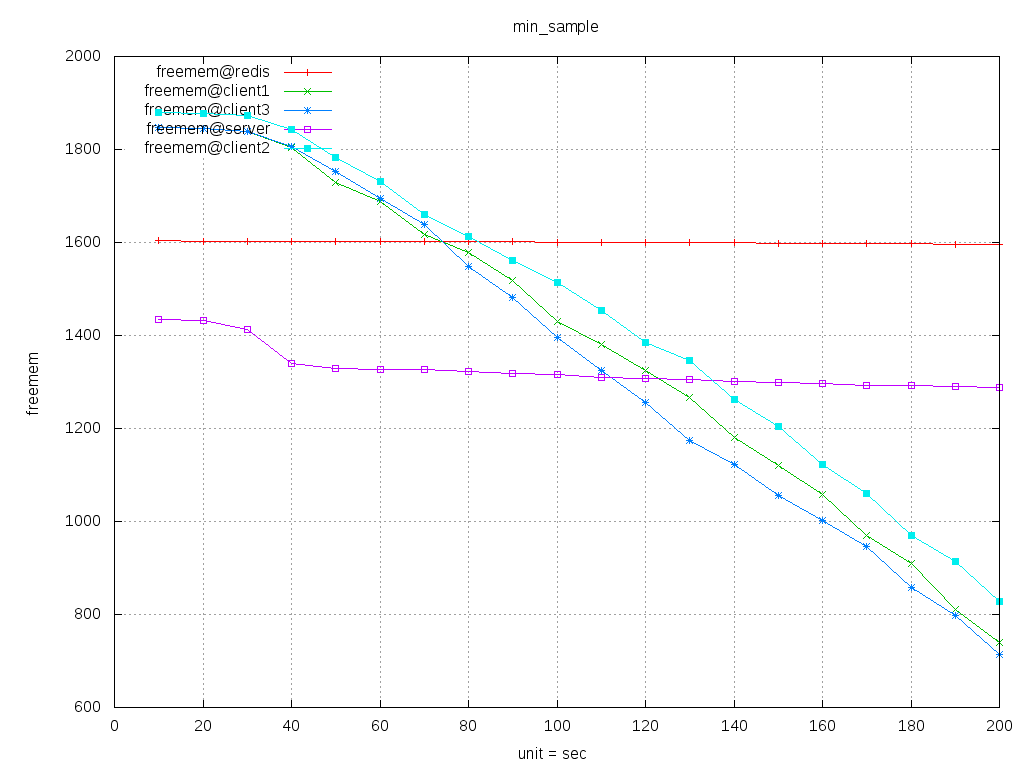 min_sample
2000
freemem@redis
freemem@client1
freemem@client3
freemem@server
freemem@client2
1800
1600
1400
freemem
1200
1000
800
600
0 20 40 60 80 100 120 140 160 180 200
unit = sec